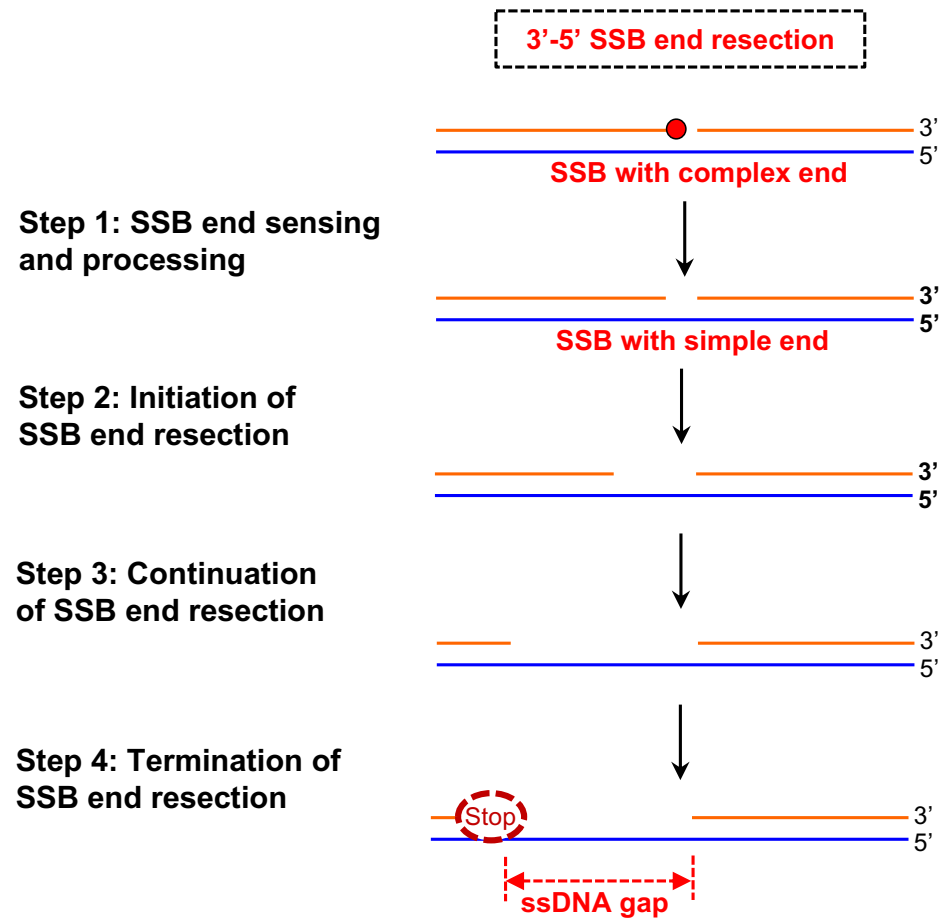 3’-5’ SSB end resection
3’
5’
SSB with complex end
Step 1: SSB end sensing
and processing
3’
5’
SSB with simple end
Step 2: Initiation of
SSB end resection
3’
5’
Step 3: Continuation
of SSB end resection
3’
5’
Step 4: Termination of
SSB end resection
Stop
3’
5’
ssDNA gap